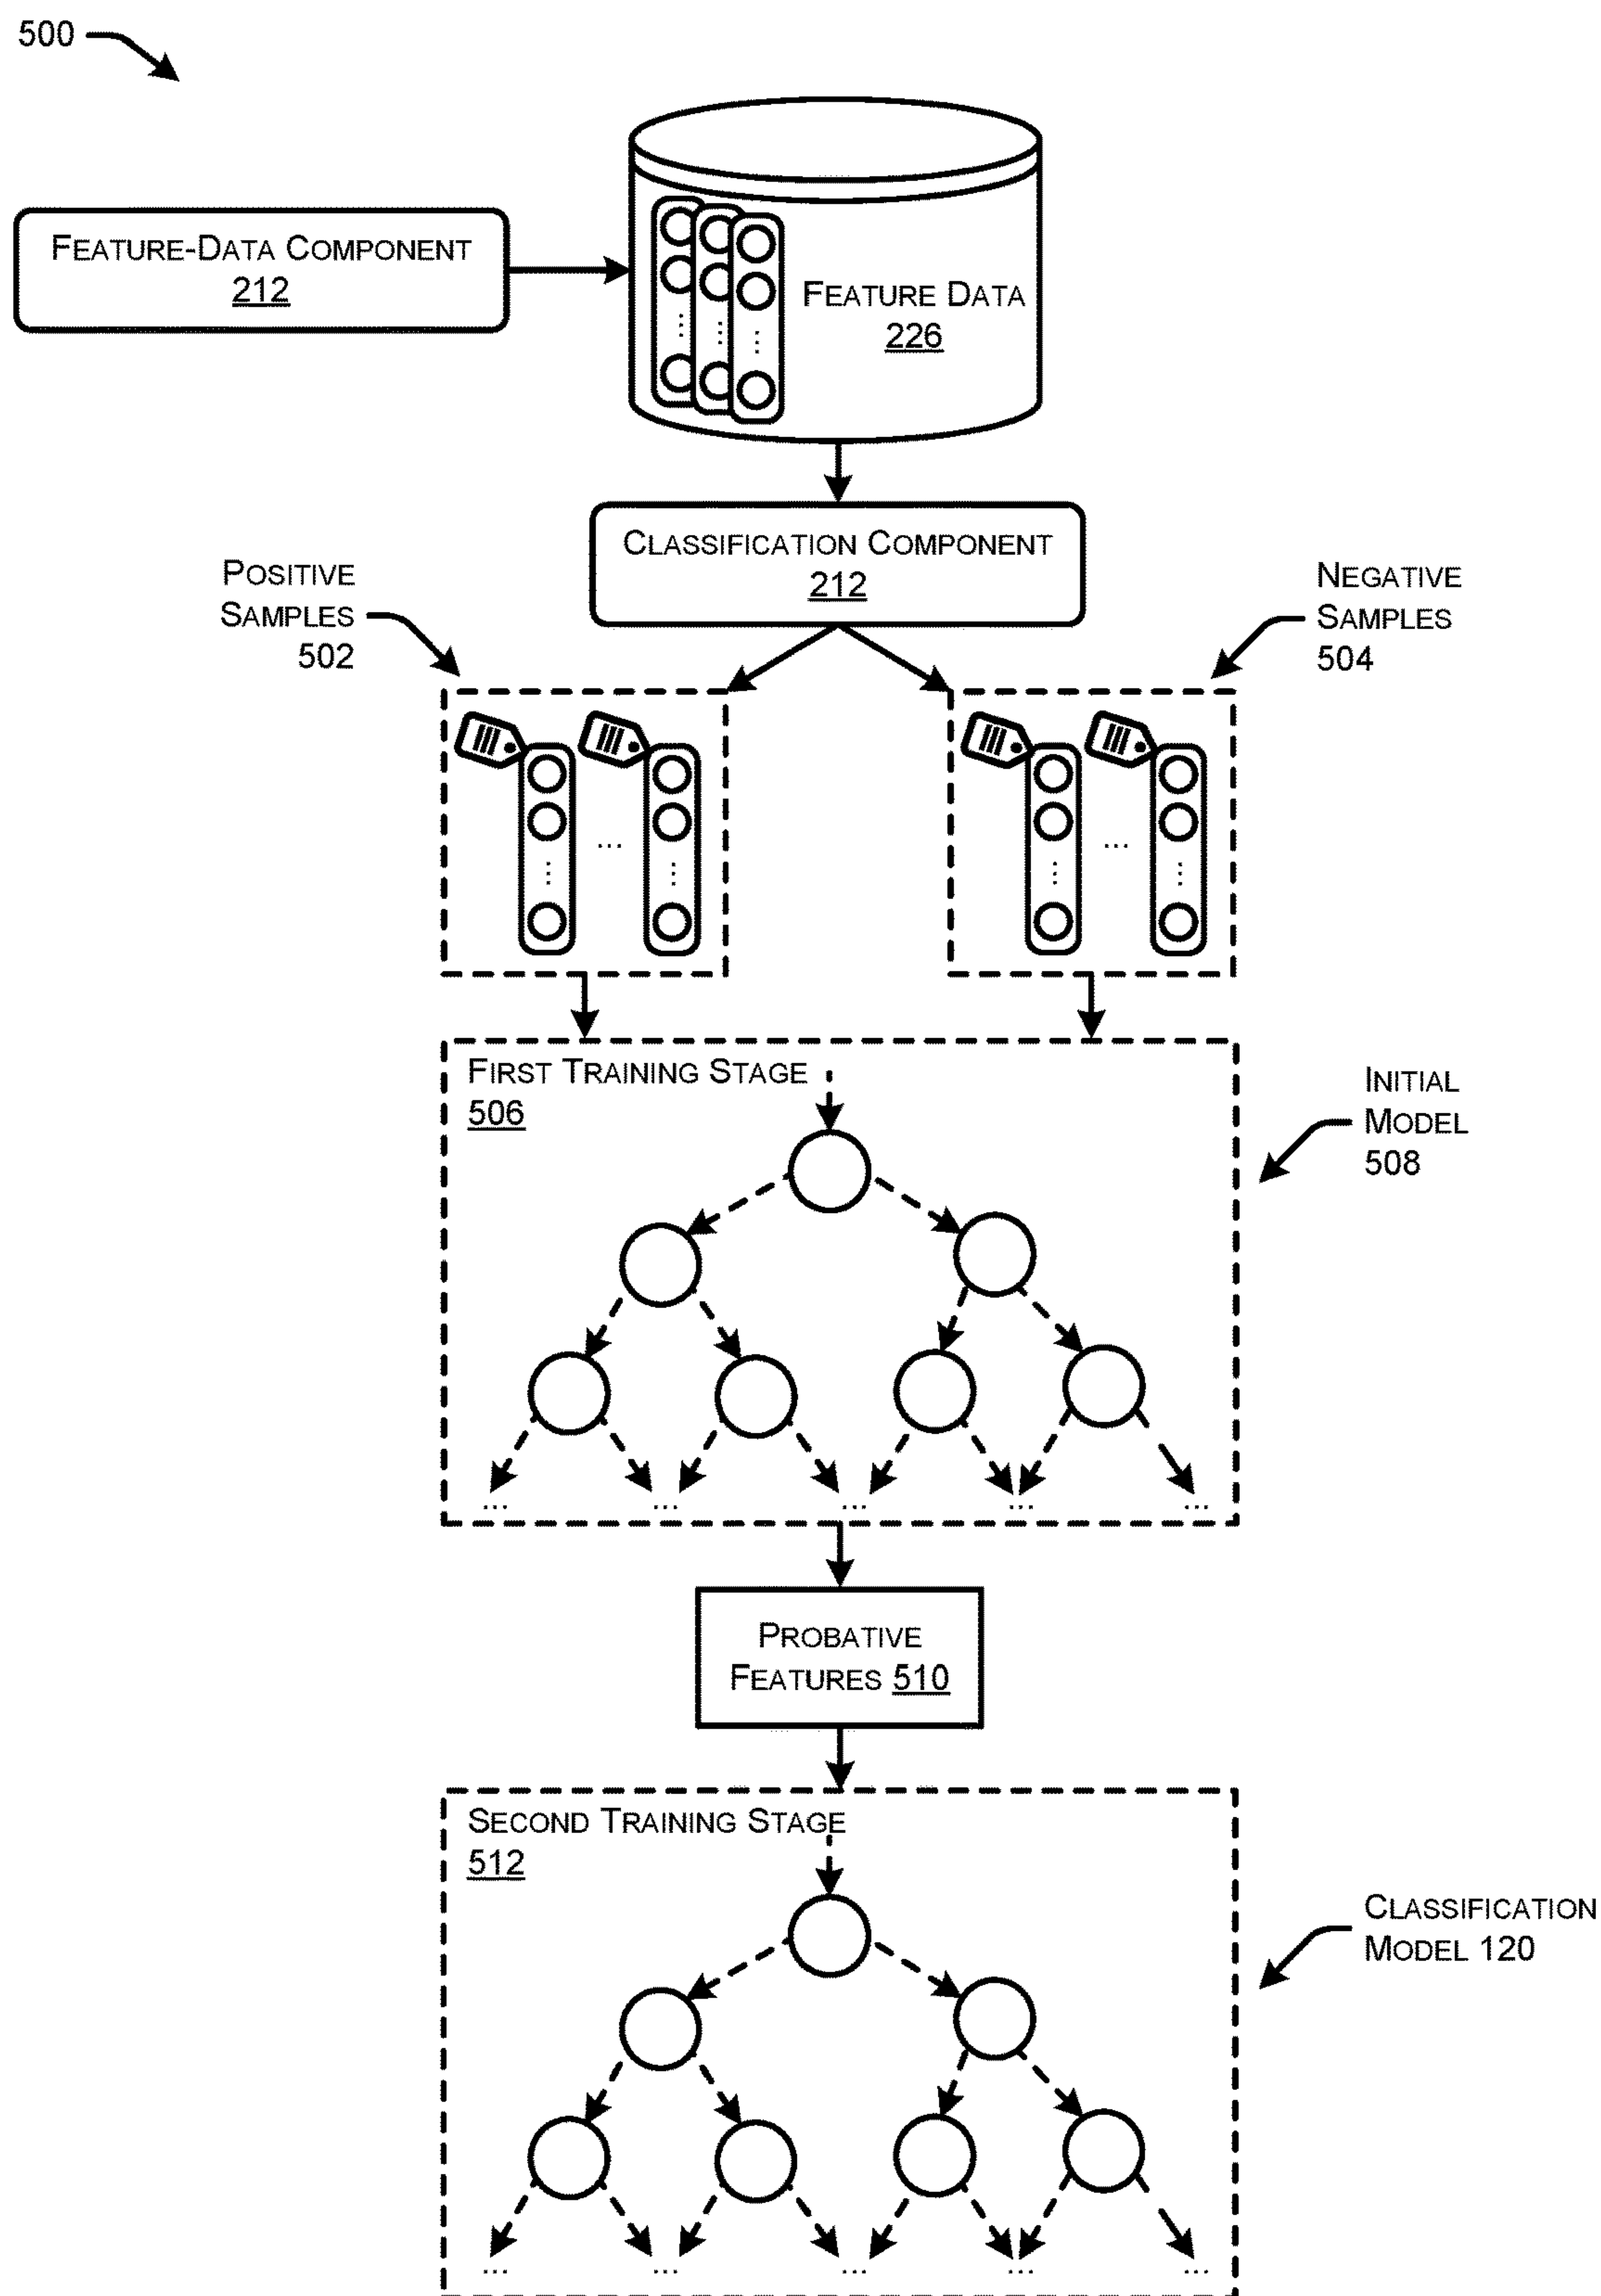 500
FEATURE-DATA COMPONENT
212
FEATURE DATA
226
CLASSIFICATION COMPONENT
212
POSITIVE
SAMPLES
502
NEGATIVE
SAMPLES
504
...
...
FIRST TRAINING STAGE
506
INITIAL
MODEL
508
... ... ... ... ...
PROBATIVE
FEATURES 510
SECOND TRAINING STAGE
512
CLASSIFICATION
MODEL 120
... ... ... ... ...